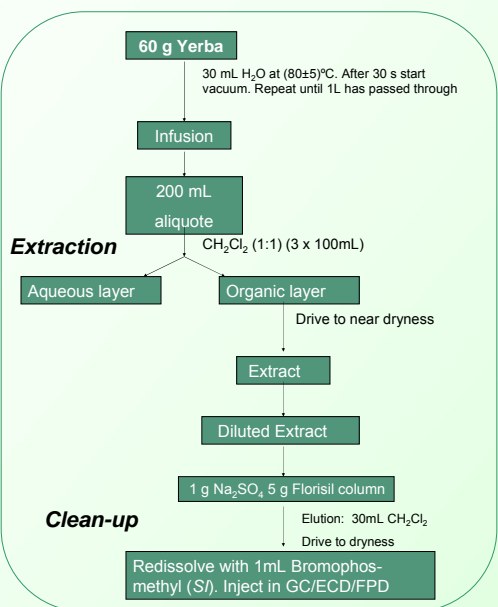 60 g Yerba
30 mL H₂O at (80±5)ºC. After 30 s start
vacuum. Repeat until 1L has passed through
Infusion
200 mL
aliquote
Extraction
CH₂Cl₂ (1:1) (3 x 100mL)
Aqueous layer
Organic layer
Drive to near dryness
Extract
Diluted Extract
1 g Na₂SO₄ 5 g Florisil column
Clean-up
Elution: 30mL CH₂Cl₂
Drive to dryness
Redissolve with 1mL Bromophos-
methyl (SI). Inject in GC/ECD/FPD